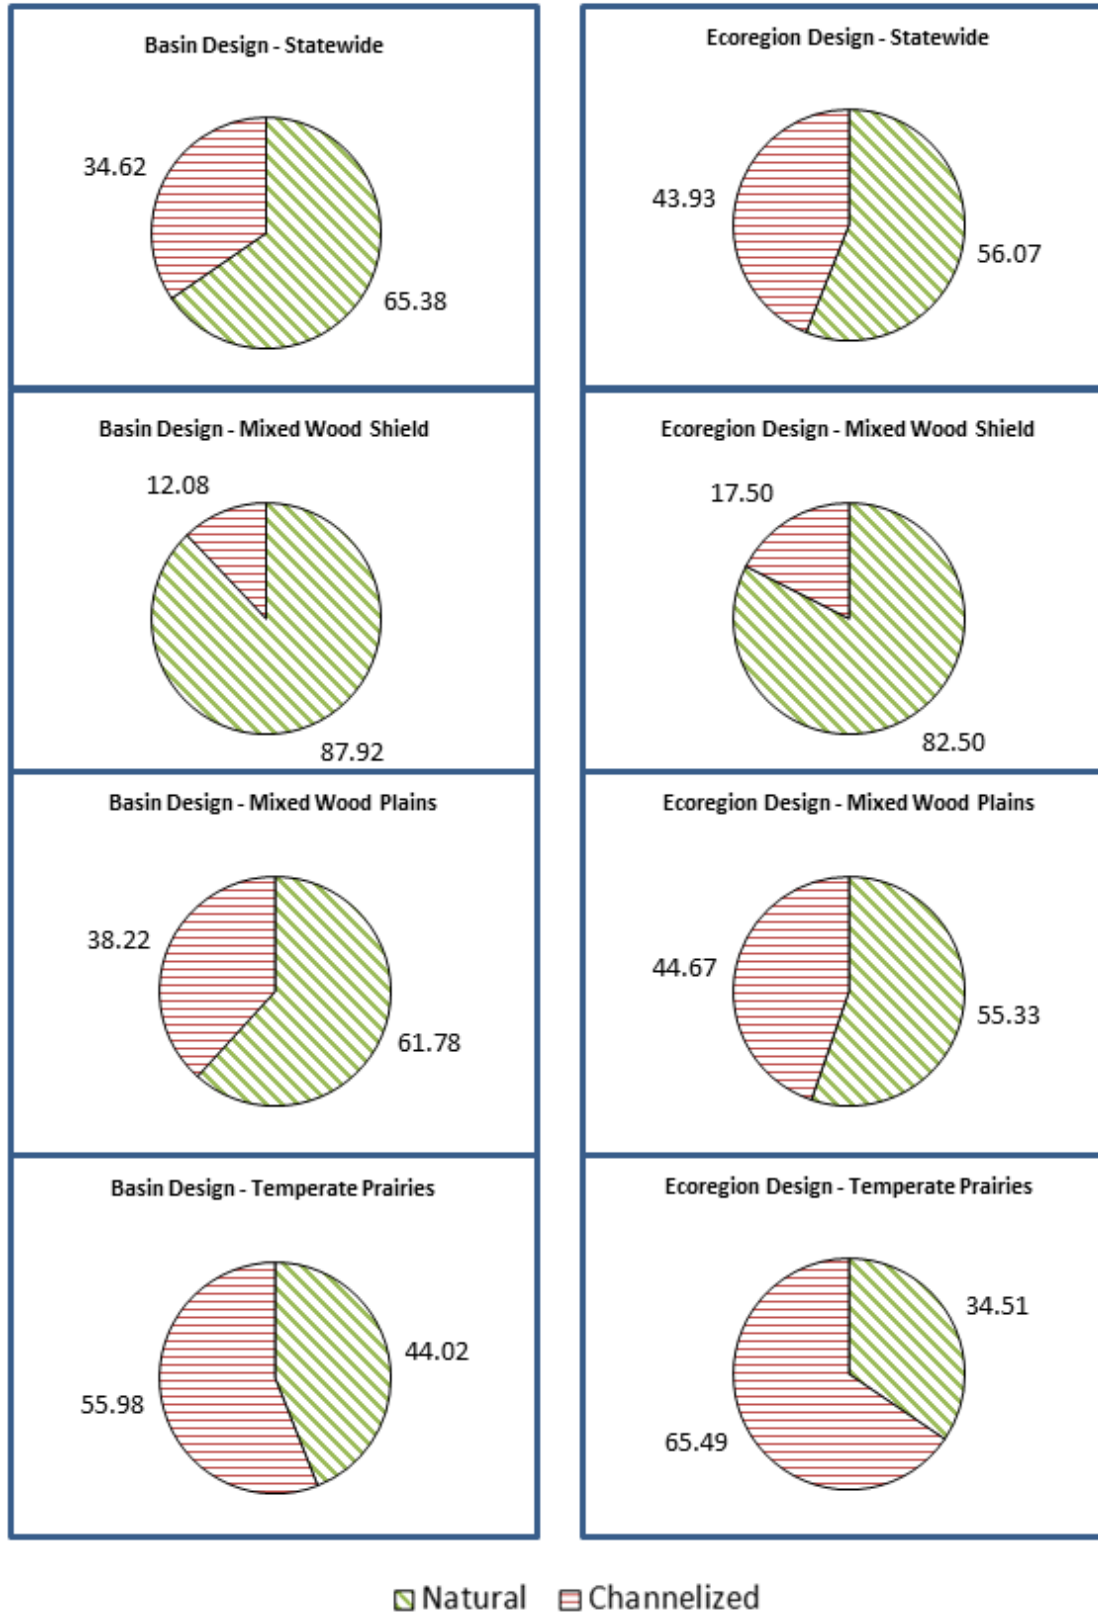 Basin Design - Statewide
34.62
65.38
Ecoregion Design - Statewide
43.93
56.07
Basin Design - Mixed Wood Shield
12.08
87.92
Ecoregion Design - Mixed Wood Shield
17.50
82.50
Basin Design - Mixed Wood Plains
38.22
61.78
Ecoregion Design - Mixed Wood Plains
44.67
55.33
Basin Design - Temperate Prairies
44.02
55.98
Ecoregion Design - Temperate Prairies
34.51
65.49
Natural Channelized